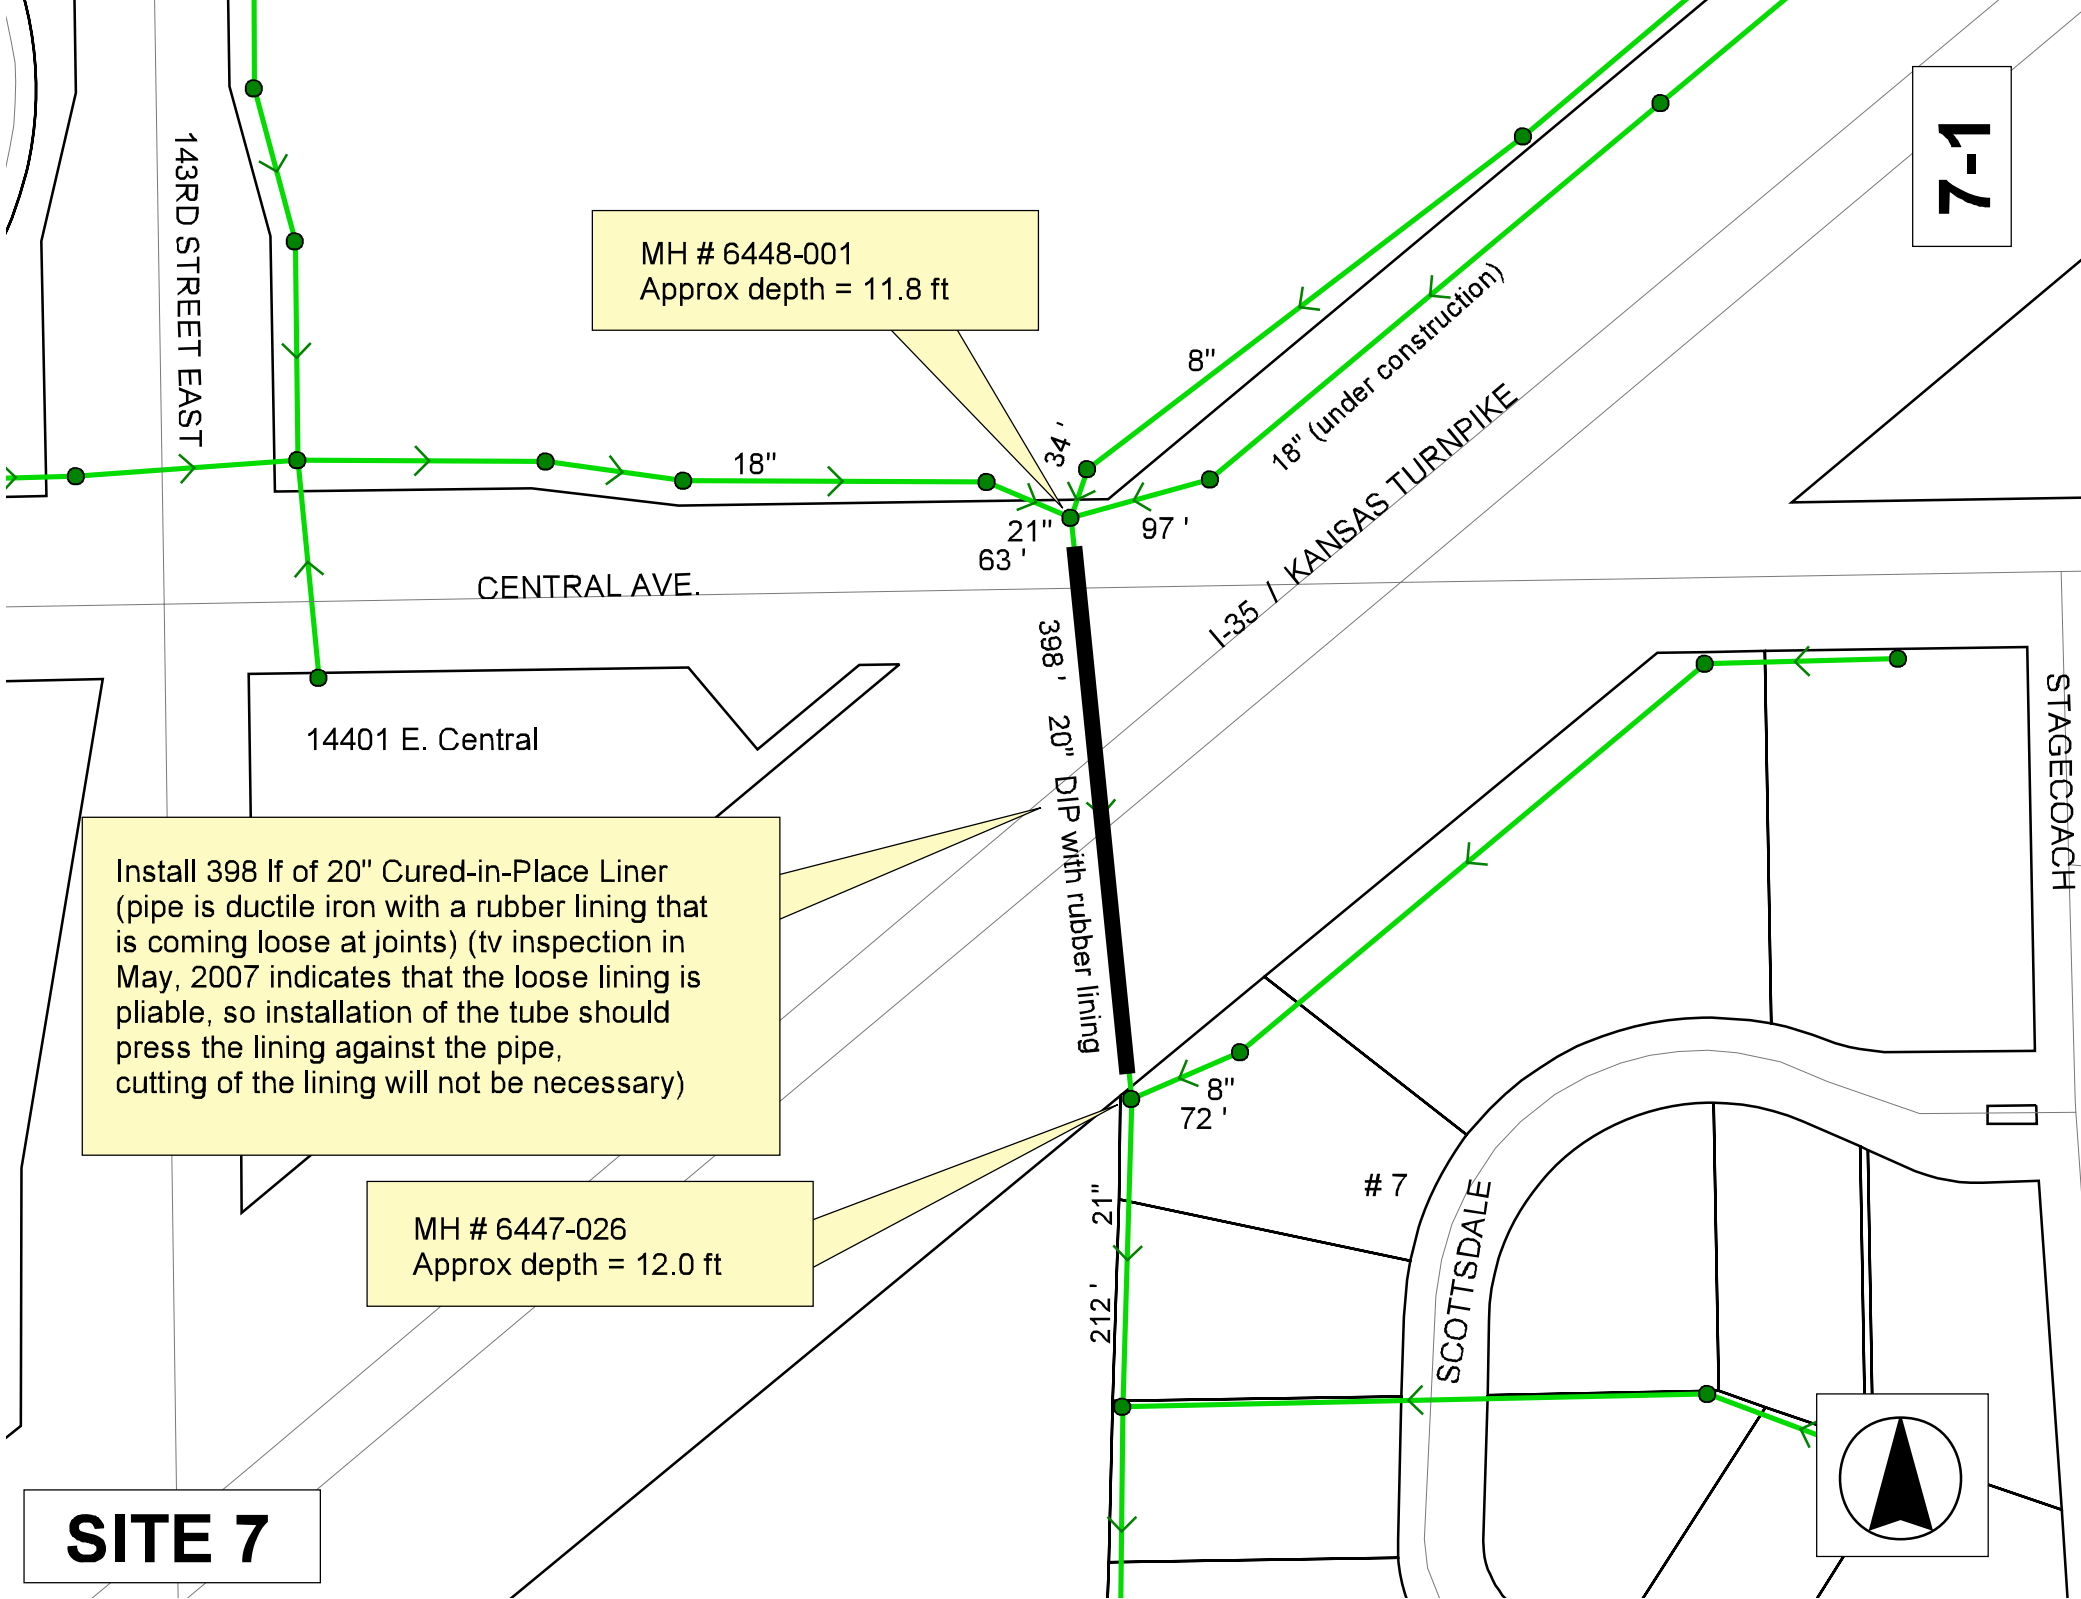 7-1
143RD STREET EAST
MH # 6448-001
Approx depth = 11.8 ft
8"
18" (under construction)
34 '
18"
21"
63 '
97 '
I-35 / KANSAS TURNPIKE
CENTRAL AVE.
398 ' 20" DIP with rubber lining
14401 E. Central
STAGECOACH
Install 398 lf of 20" Cured-in-Place Liner
(pipe is ductile iron with a rubber lining that
is coming loose at joints) (tv inspection in
May, 2007 indicates that the loose lining is
pliable, so installation of the tube should
press the lining against the pipe,
cutting of the lining will not be necessary)
8"
72 '
# 7
MH # 6447-026
Approx depth = 12.0 ft
21"
212 '
SCOTTSDALE
SITE 7